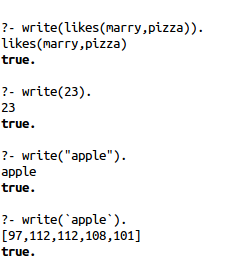 ?- write(likes(marry,pizza)).
likes(marry,pizza)
true.
?- write(23).
23
true.
?- write("apple").
apple
true.
?- write(`apple`).
[97,112,112,108,101]
true.